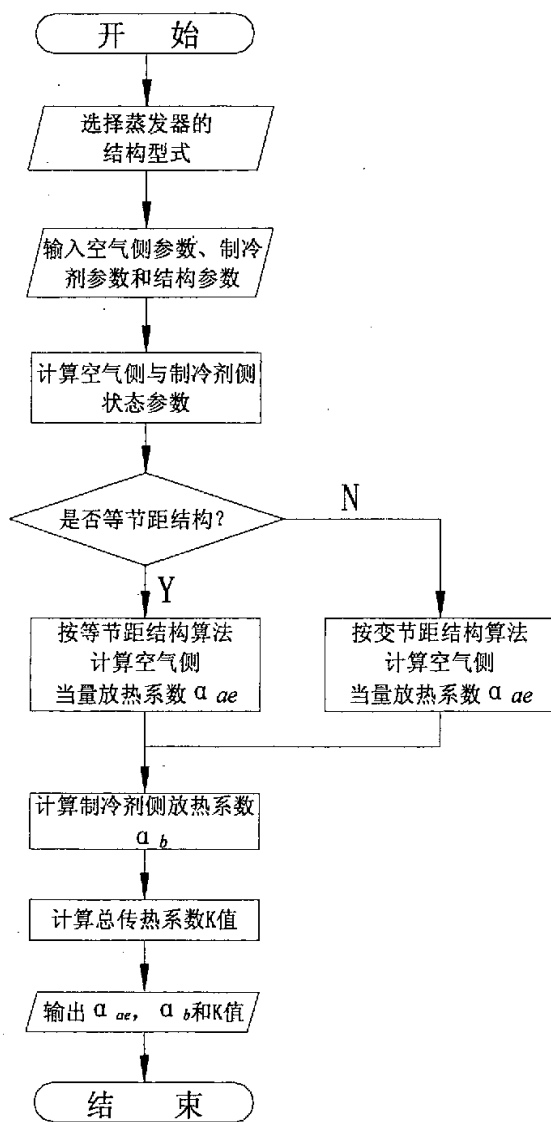 开 始
选择蒸发器的
结构型式
输入空气侧参数、制冷
剂参数和结构参数
计算空气侧与制冷剂侧
状态参数
是否等节距结构?
N
Y
按等节距结构算法
计算空气侧
当量放热系数 α ae
按变节距结构算法
计算空气侧
当量放热系数 α ae
计算制冷剂侧放热系数
α b
计算总传热系数K值
输出 α ae, α b和K值
结 束